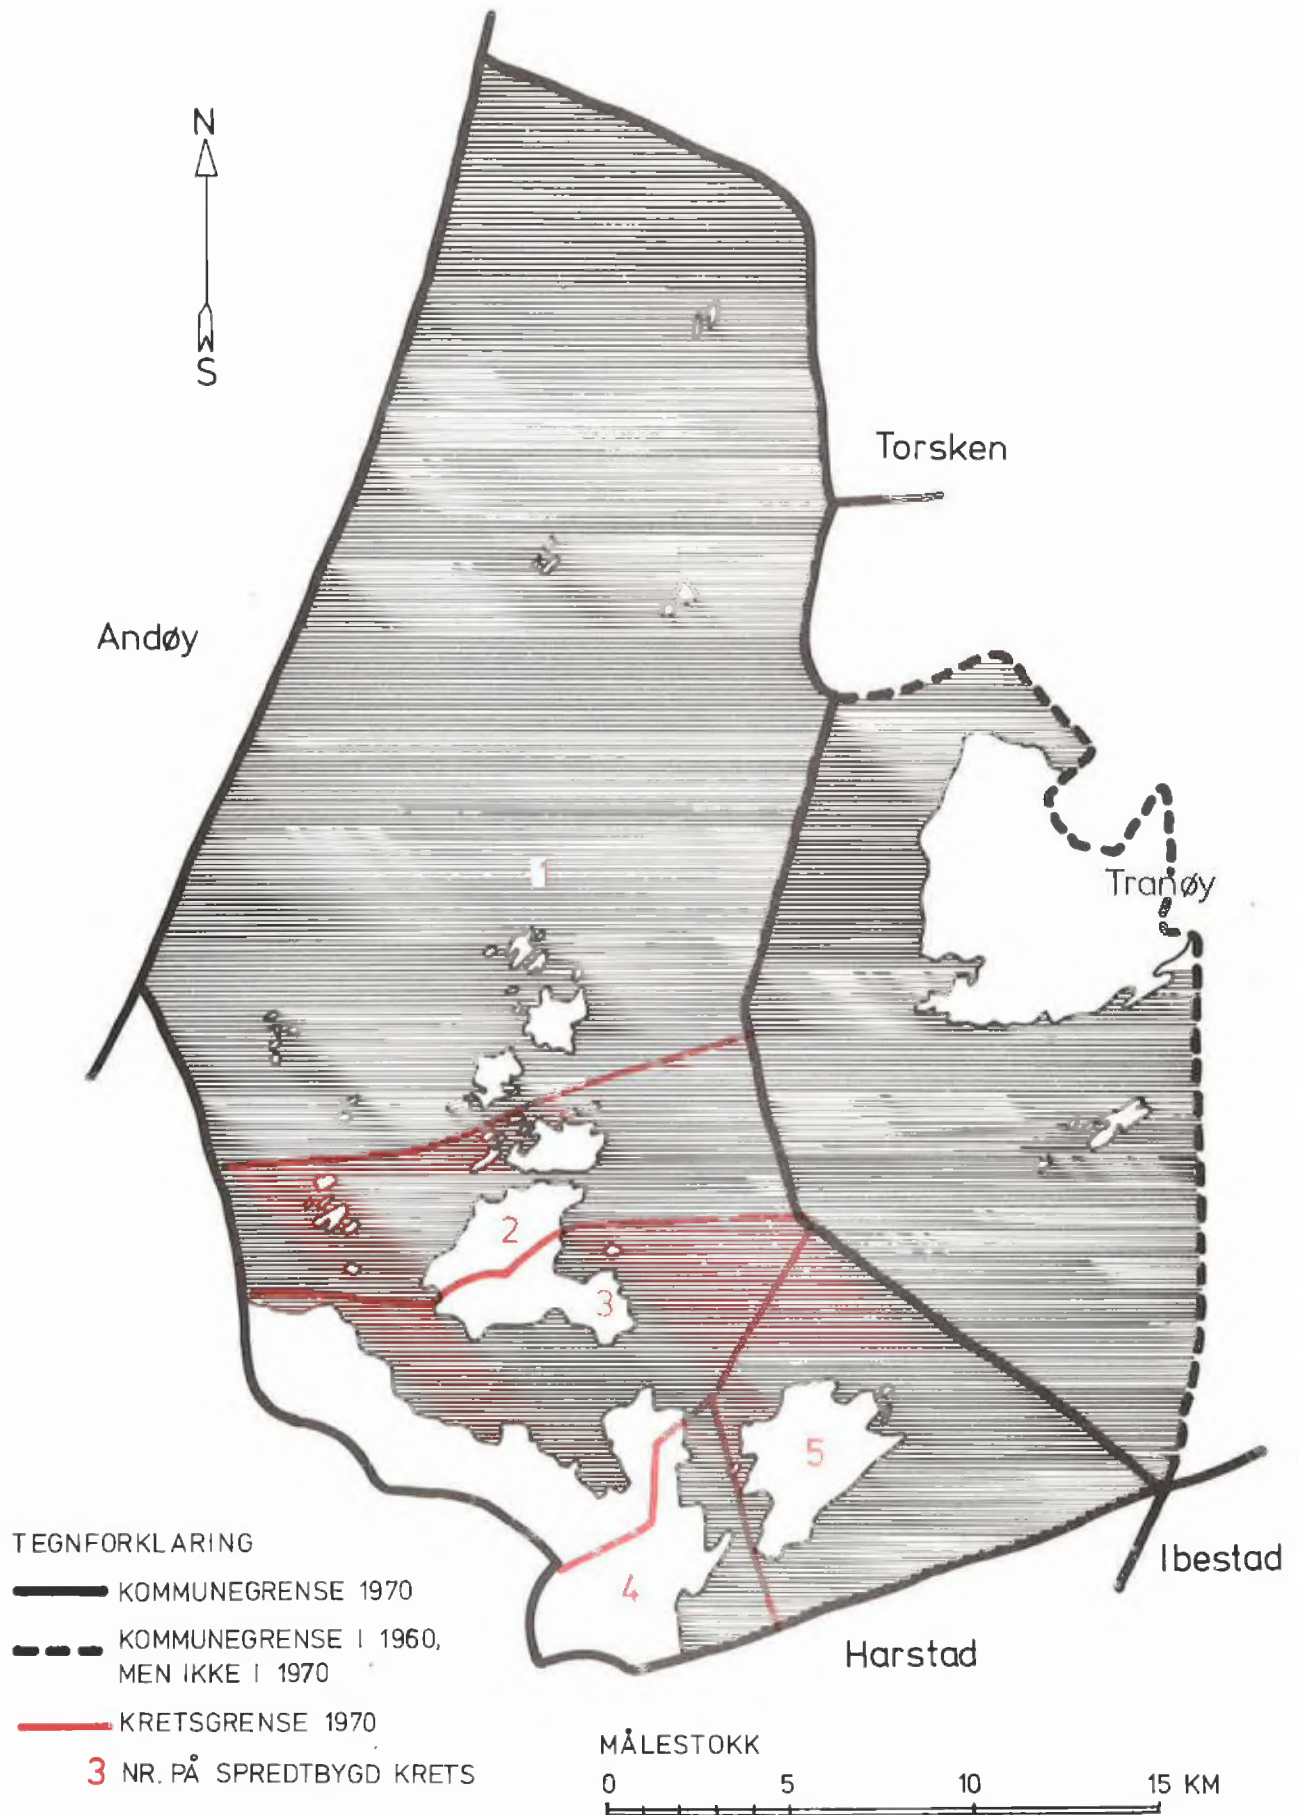 N
S
Torsken
Andøy
1
Tranøy
2
3
5
4
Ibestad
Harstad
TEGNFORKLARING
KOMMUNEGRENSE 1970
KOMMUNEGRENSE I 1960,
MEN IKKE I 1970
KRETSGRENSE 1970
3 NR. PÅ SPREDTBYGD KRETS
MÅLESTOKK
0 5 10 15 KM